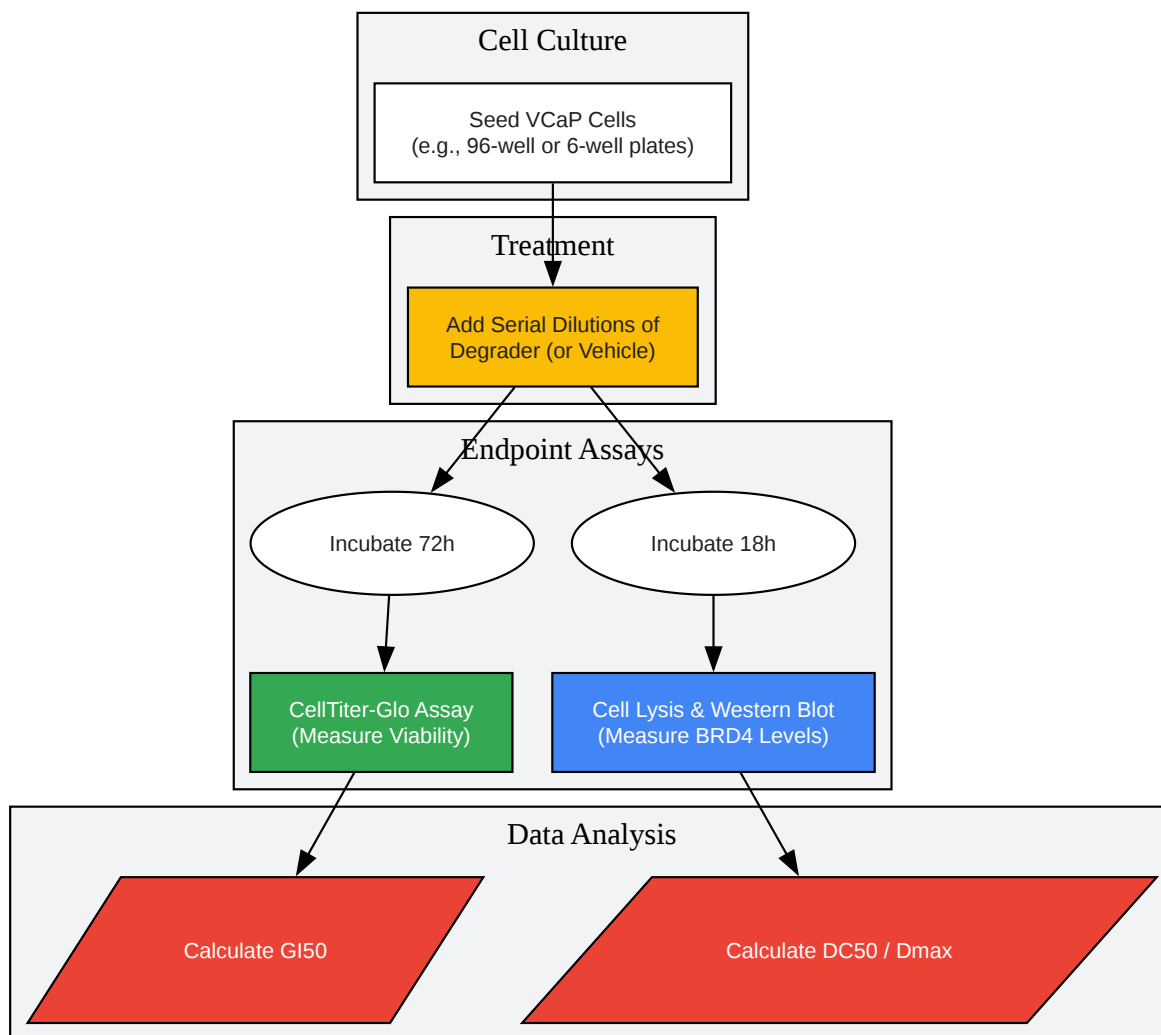 Cell Culture
Seed VCaP Cells
(e.g., 96-well or 6-well plates)
Treatment
Add Serial Dilutions of
Degrader (or Vehicle)
Endpoint Assays
Incubate 72h
Incubate 18h
CellTiter-Glo Assay
(Measure Viability)
Cell Lysis & Western Blot
(Measure BRD4 Levels)
Data Analysis
Calculate GI50
Calculate DC50 / Dmax